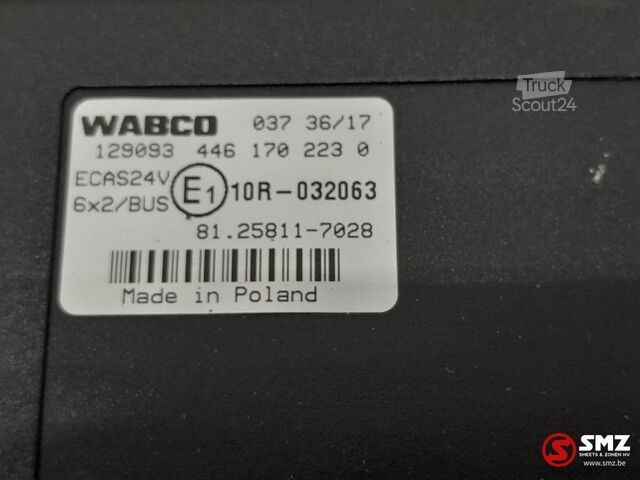 Truck
Scout24
WABCO 037 36/17
129093 446 170 223 0
ECAS24V
6x2/BUS E1 10R-032063
81.25811-7028
Made in Poland
SMZ
SMEETS & ZONEN NV
www.smz.be